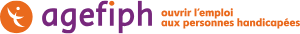 agefiph
ouvrir l'emploi
aux personnes handicapées